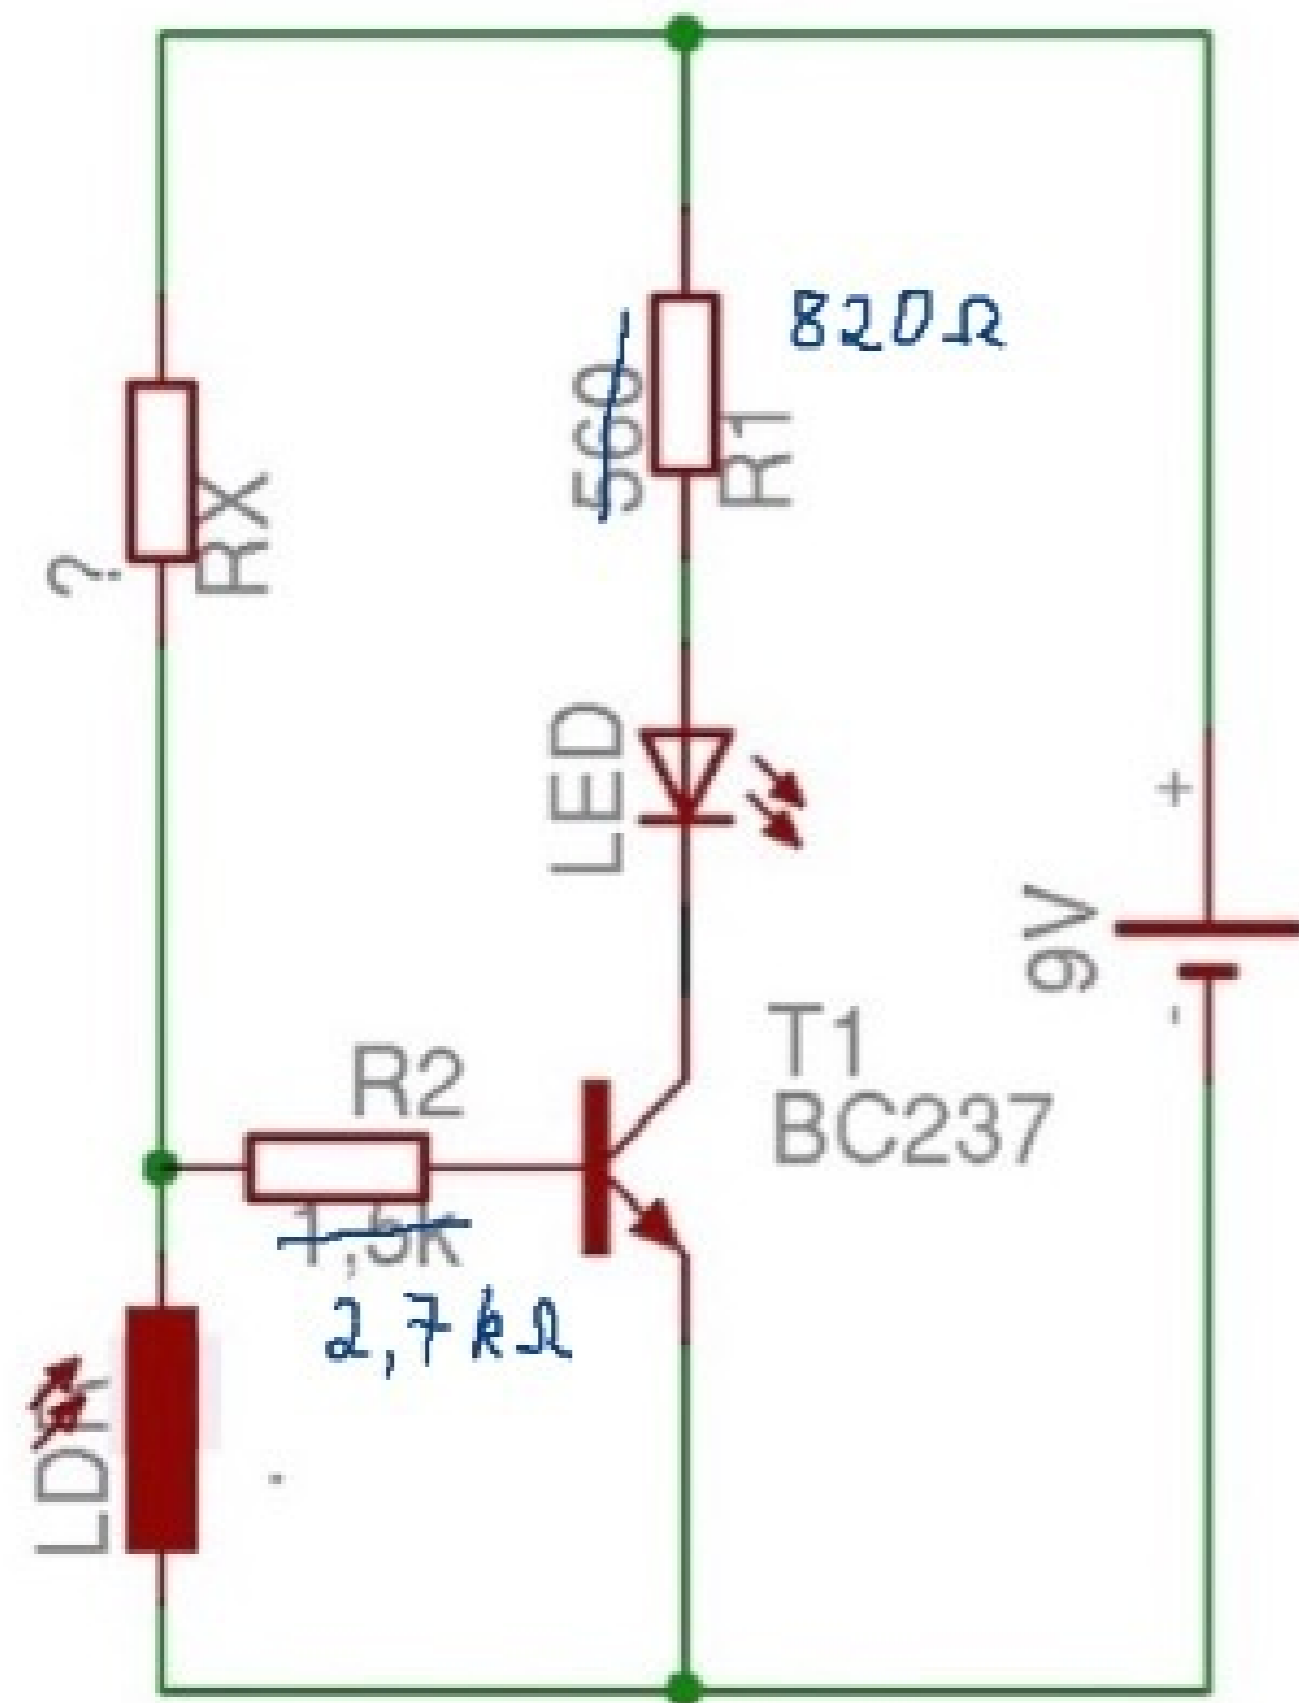 820Ω
560
R1
RX
?
LED
+
9V
-
T1
BC237
R2
1,5k
2,7kΩ
LDR